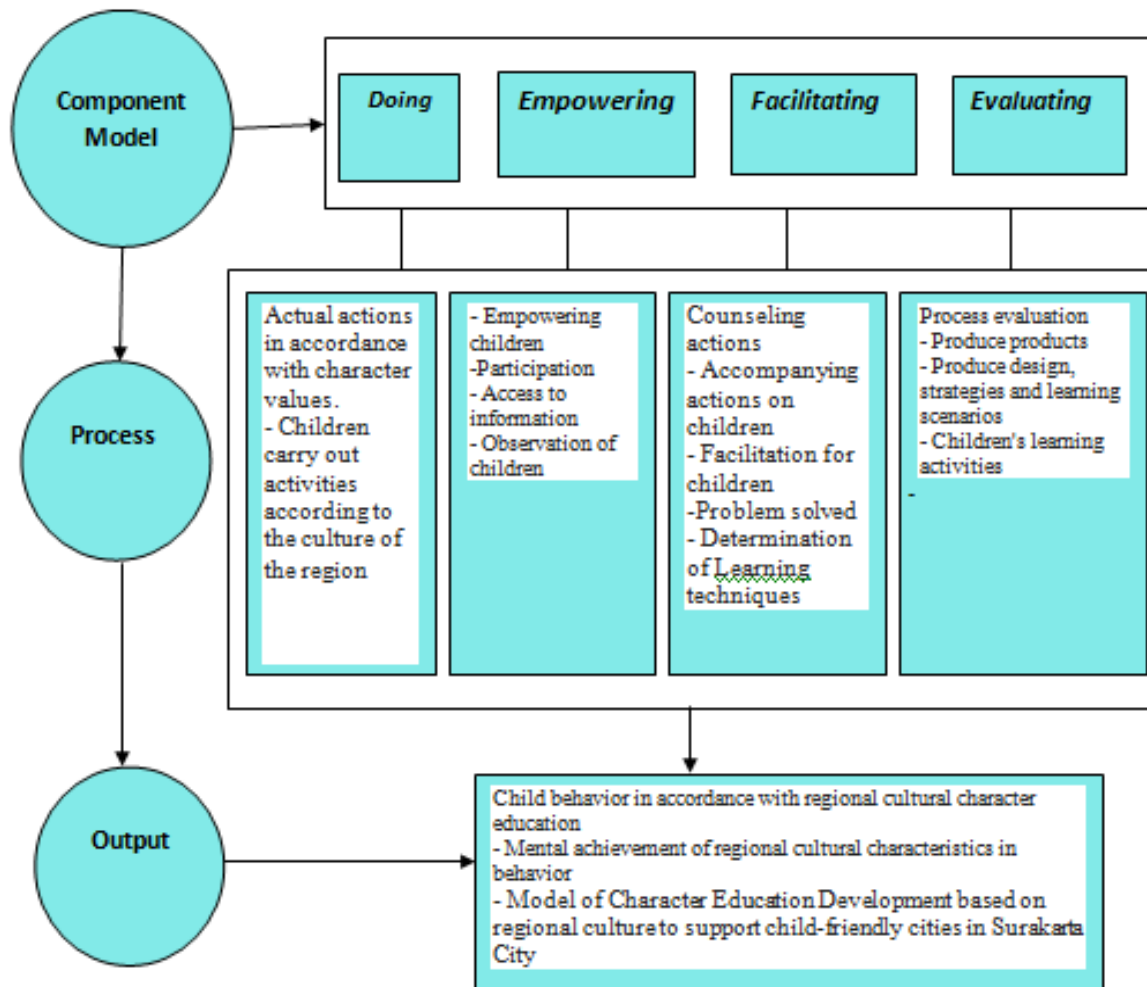 Component
Model
Doing
Empowering
Facilitating
Evaluating
Process
Actual actions
in accordance
with character
values.
- Children
carry out
activities
according to
the culture of
the region
- Empowering
children
-Participation
- Access to
information
- Observation of
children
Counseling
actions
- Accompanying
actions on
children
- Facilitation for
children
-Problem solved
- Determination
of Learning
techniques
Process evaluation
- Produce products
- Produce design,
strategies and learning
scenarios
- Children's learning
activities
-
Output
Child behavior in accordance with regional cultural character
education
- Mental achievement of regional cultural characteristics in
behavior
- Model of Character Education Development based on
regional culture to support child-friendly cities in Surakarta
City